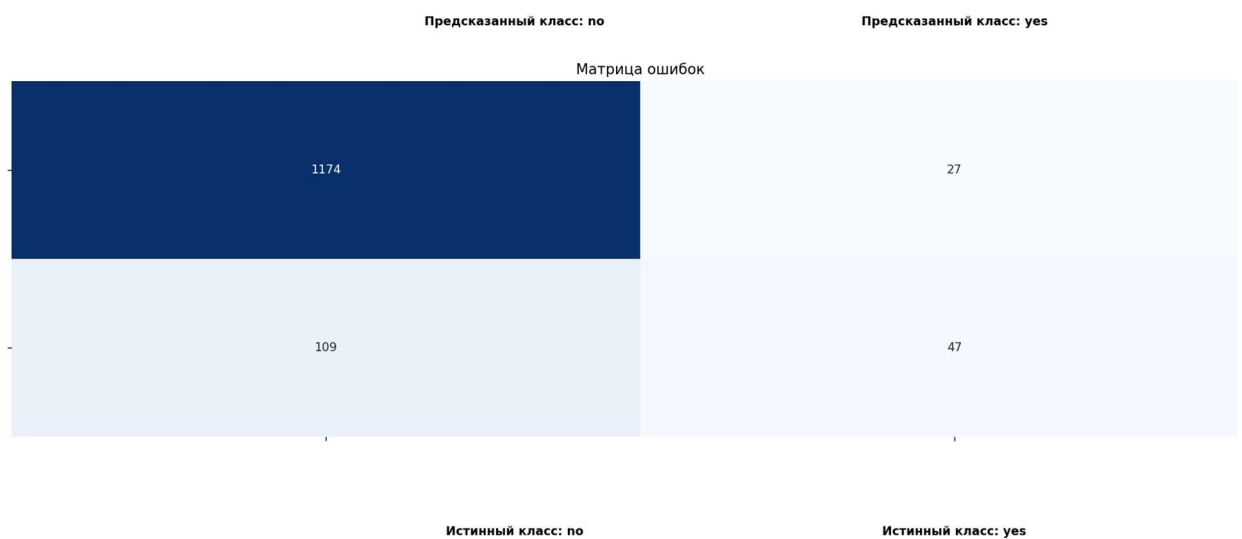 Предсказанный класс: no Предсказанный класс: yes
Матрица ошибок
1174 27
109 47
Истинный класс: no Истинный класс: yes